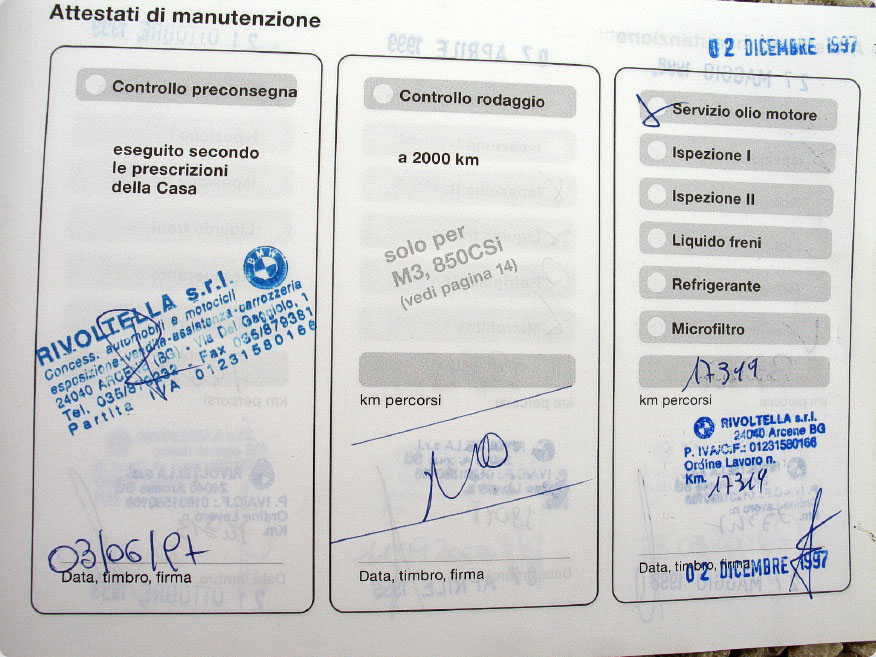 Attestati di manutenzione
Controllo preconsegna
eseguito secondo
le prescrizioni
della Casa
BMW
RIVOLTELLA s.r.l.
Concess. automobili e motocicli
esposizione-vendita-assistenza-carrozzeria
24040 ARCENE (BG) - Via Del Gaggiolo, 1
Tel. 035/879232 - Fax 035/879381
Partita IVA 01231580166
03/06/97
Data, timbro, firma
Controllo rodaggio
a 2000 km
solo per
M3, 850CSi
(vedi pagina 14)
km percorsi
NO
Data, timbro, firma
02 DICEMBRE 1997
Servizio olio motore
Ispezione I
Ispezione II
Liquido freni
Refrigerante
Microfiltro
17319
km percorsi
RIVOLTELLA s.r.l.
24040 Arcene BG
P. IVA/C.F.: 01231580166
Ordine Lavoro n.
Km. 17319
Data, timbro, firma
02 DICEMBRE 1997